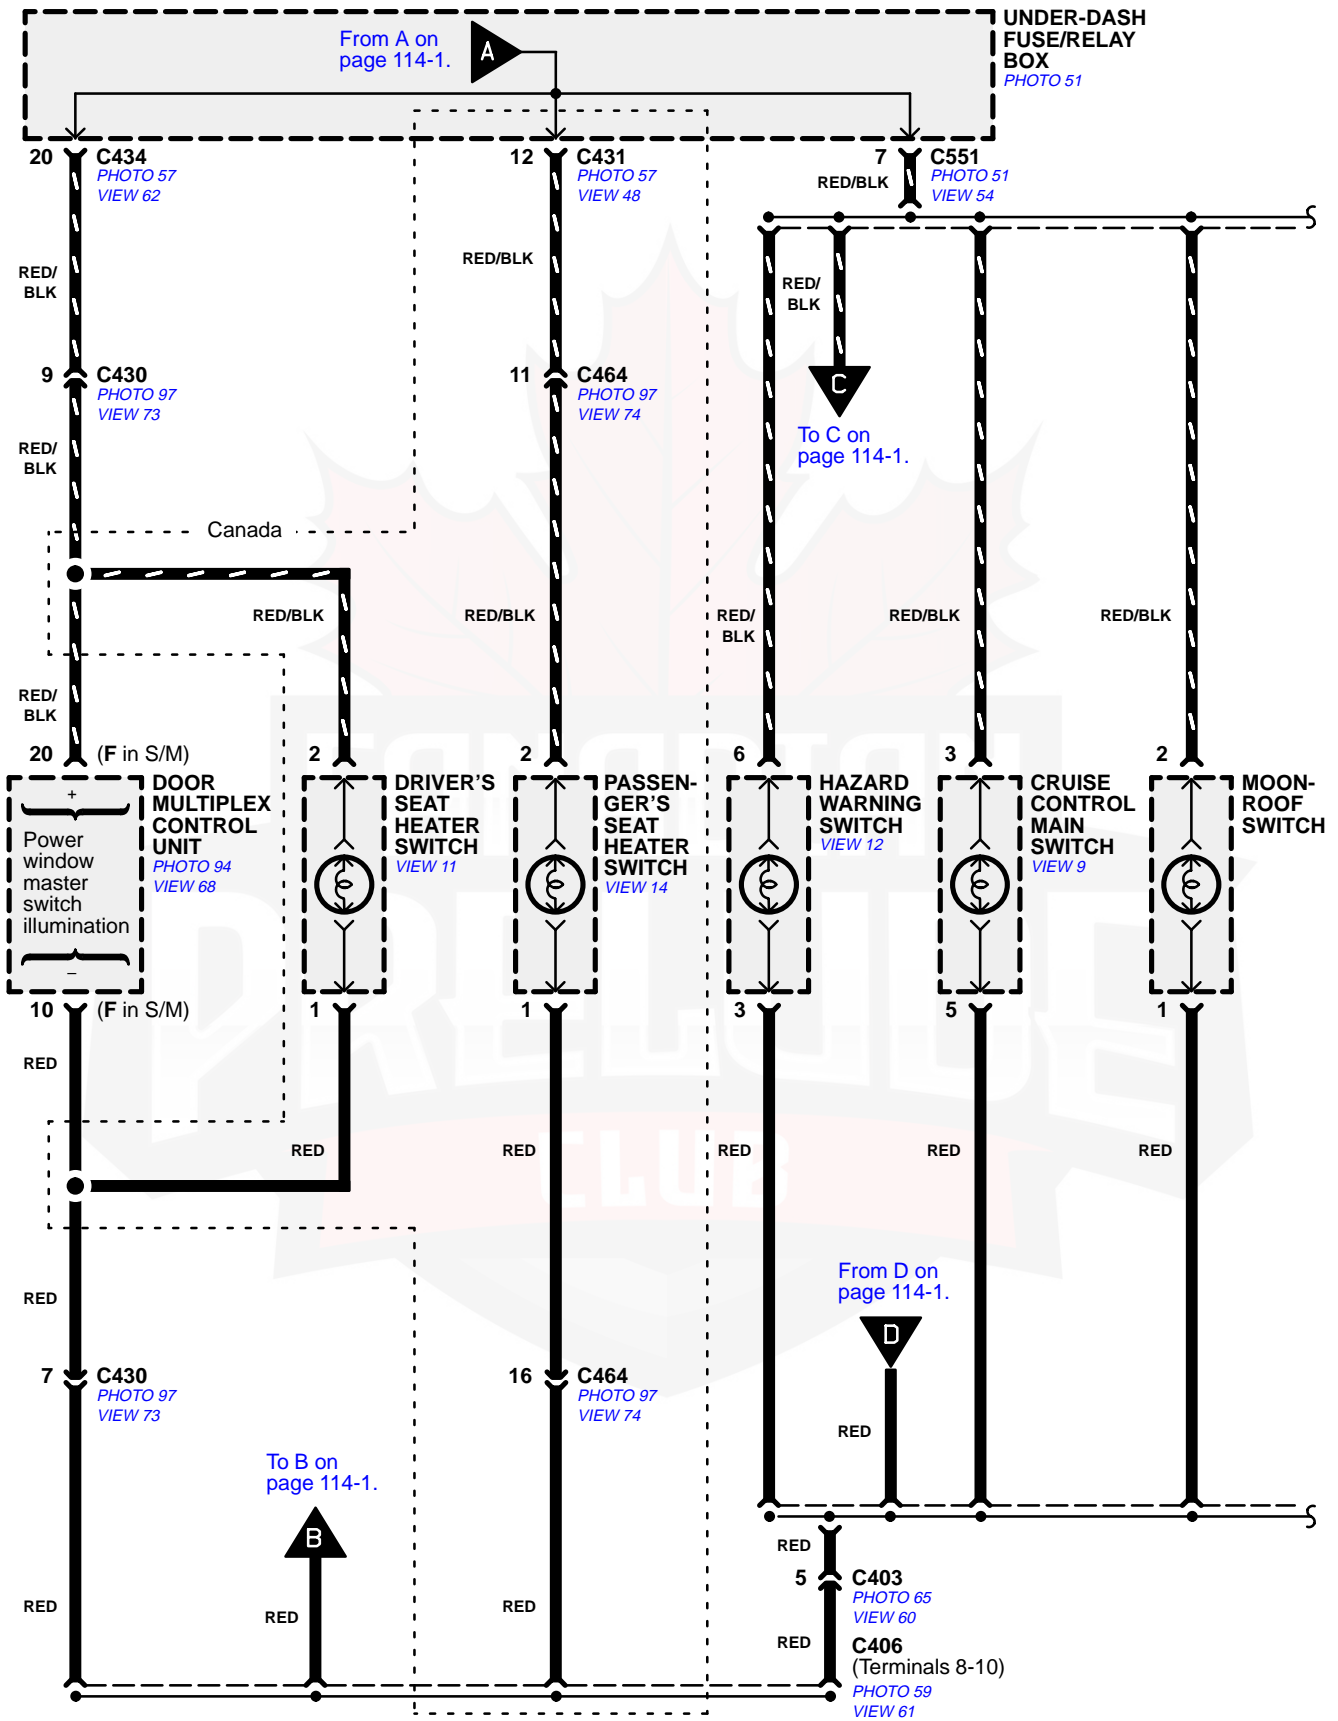 UNDER-DASH
FUSE/RELAY
BOX
PHOTO 51
From A on
page 114-1.
A
20
C434
PHOTO 57
VIEW 62
12
C431
PHOTO 57
VIEW 48
7
C551
PHOTO 51
VIEW 54
RED/BLK
RED/
BLK
RED/BLK
RED/
BLK
9
C430
PHOTO 97
VIEW 73
11
C464
PHOTO 97
VIEW 74
C
To C on
page 114-1.
RED/
BLK
Canada
RED/BLK
RED/BLK
RED/
BLK
RED/BLK
RED/BLK
RED/
BLK
20
(F in S/M)
2
2
6
3
2
DOOR
MULTIPLEX
CONTROL
UNIT
PHOTO 94
VIEW 68
+
Power
window
master
switch
illumination
–
DRIVER'S
SEAT
HEATER
SWITCH
VIEW 11
PASSEN-
GER'S
SEAT
HEATER
SWITCH
VIEW 14
HAZARD
WARNING
SWITCH
VIEW 12
CRUISE
CONTROL
MAIN
SWITCH
VIEW 9
MOON-
ROOF
SWITCH
CANADIAN
PRELUDE
CLUB
10
(F in S/M)
1
1
3
5
1
RED
RED
RED
RED
RED
RED
RED
From D on
page 114-1.
D
7
C430
PHOTO 97
VIEW 73
16
C464
PHOTO 97
VIEW 74
RED
To B on
page 114-1.
B
RED
5
C403
PHOTO 65
VIEW 60
RED
RED
RED
RED
C406
(Terminals 8-10)
PHOTO 59
VIEW 61